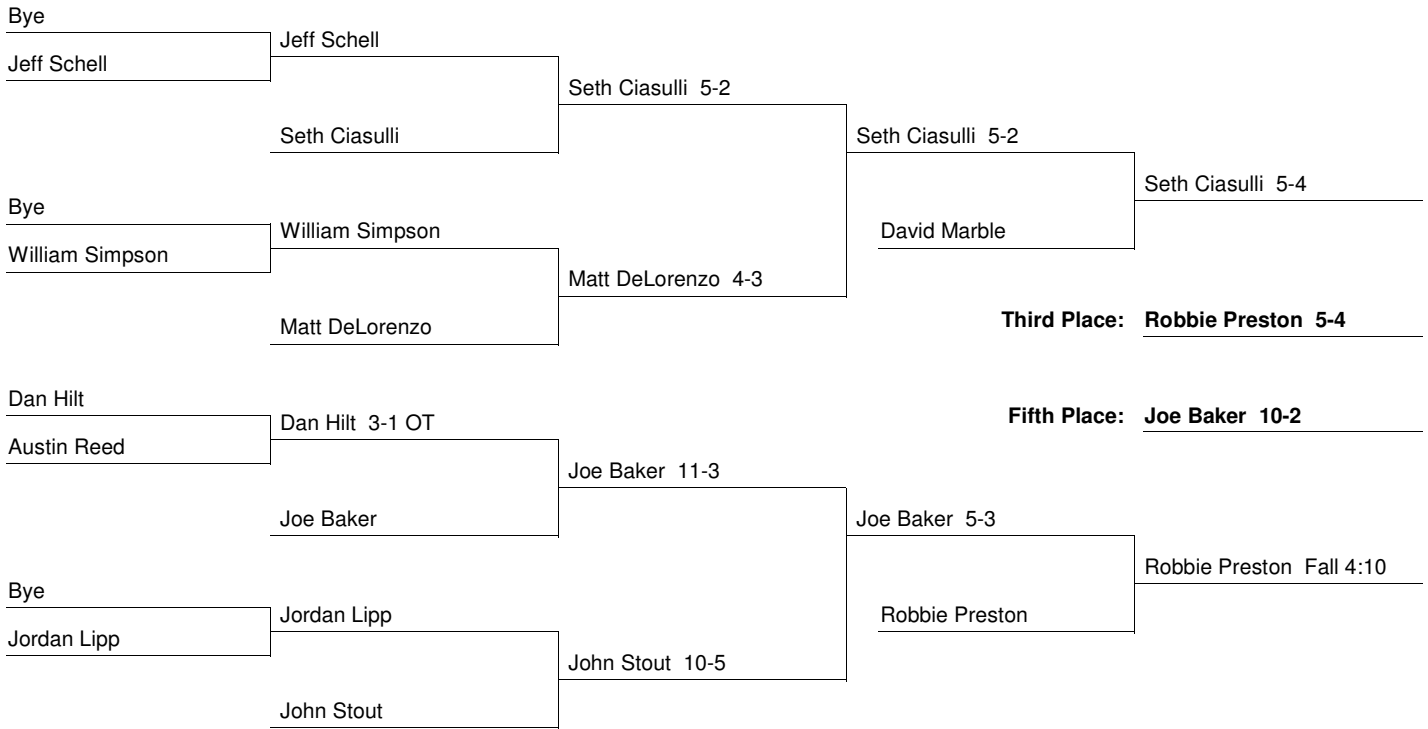 Bye
Jeff Schell
Jeff Schell
Seth Ciasulli 5-2
Seth Ciasulli
Seth Ciasulli 5-2
Seth Ciasulli 5-4
Bye
William Simpson
William Simpson
David Marble
Matt DeLorenzo 4-3
Matt DeLorenzo
Third Place: Robbie Preston 5-4
Dan Hilt
Dan Hilt 3-1 OT
Fifth Place: Joe Baker 10-2
Austin Reed
Joe Baker 11-3
Joe Baker
Joe Baker 5-3
Robbie Preston Fall 4:10
Bye
Jordan Lipp
Jordan Lipp
Robbie Preston
John Stout 10-5
John Stout